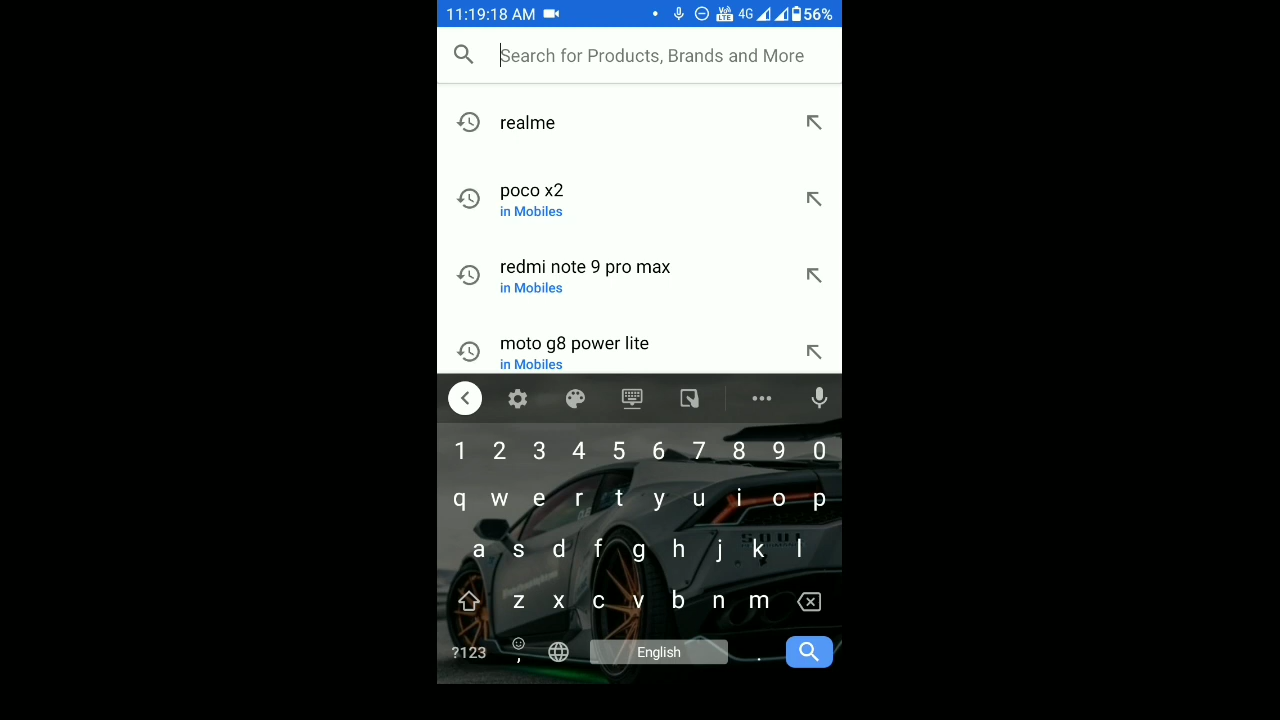 11:19:18 AM VoLTE 4G 56%
Search for Products, Brands and More
realme
poco x2
in Mobiles
redmi note 9 pro max
in Mobiles
moto g8 power lite
in Mobiles
1 2 3 4 5 6 7 8 9 0
q w e r t y u i o p
a s d f g h j k l
z x c v b n m
?123 , English .